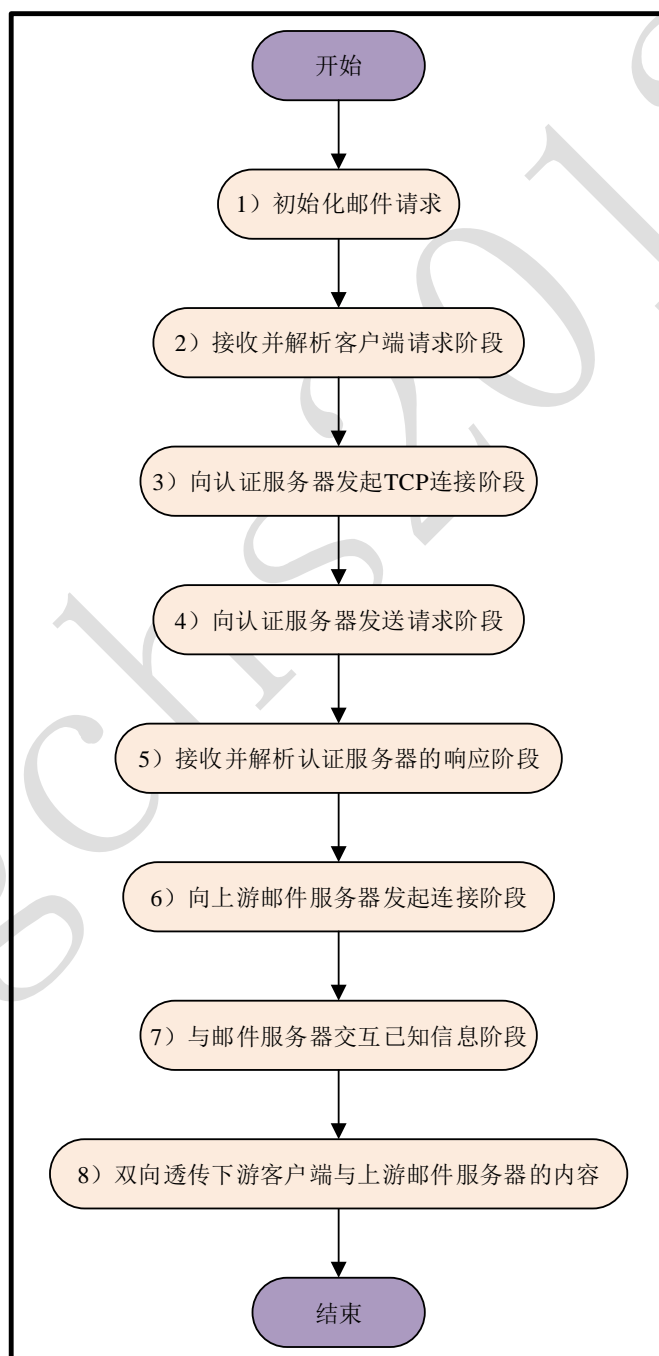 开始
1）初始化邮件请求
2）接收并解析客户端请求阶段
3）向认证服务器发起TCP连接阶段
4）向认证服务器发送请求阶段
5）接收并解析认证服务器的响应阶段
6）向上游邮件服务器发起连接阶段
7）与邮件服务器交互已知信息阶段
8）双向透传下游客户端与上游邮件服务器的内容
结束